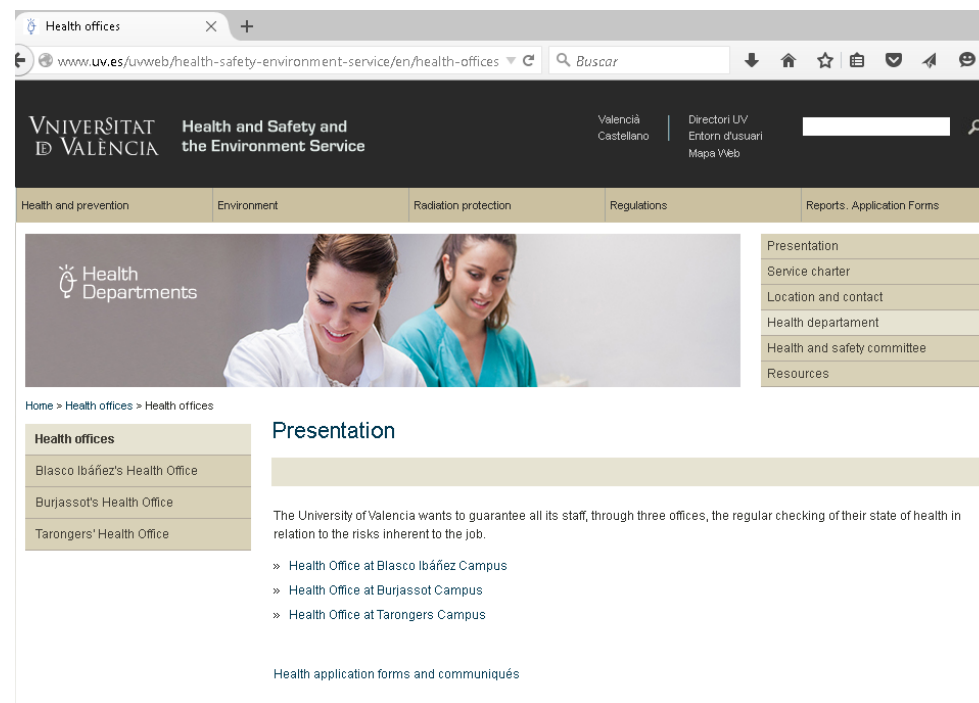 Health offices
www.uv.es/uvweb/health-safety-environment-service/en/health-offices
Buscar
VNIVERSITAT
ID VALÈNCIA
Health and Safety and
the Environment Service
Valencià
Castellano
Directori UV
Entorn d'usuari
Mapa Web
Health and prevention
Environment
Radiation protection
Regulations
Reports. Application Forms
Health
Departments
Presentation
Service charter
Location and contact
Health departament
Health and safety committee
Resources
Home > Health offices > Health offices
Health offices
Blasco Ibáñez's Health Office
Burjassot's Health Office
Tarongers' Health Office
Presentation
The University of Valencia wants to guarantee all its staff, through three offices, the regular checking of their state of health in
relation to the risks inherent to the job.
» Health Office at Blasco Ibáñez Campus
» Health Office at Burjassot Campus
» Health Office at Tarongers Campus
Health application forms and communiqués